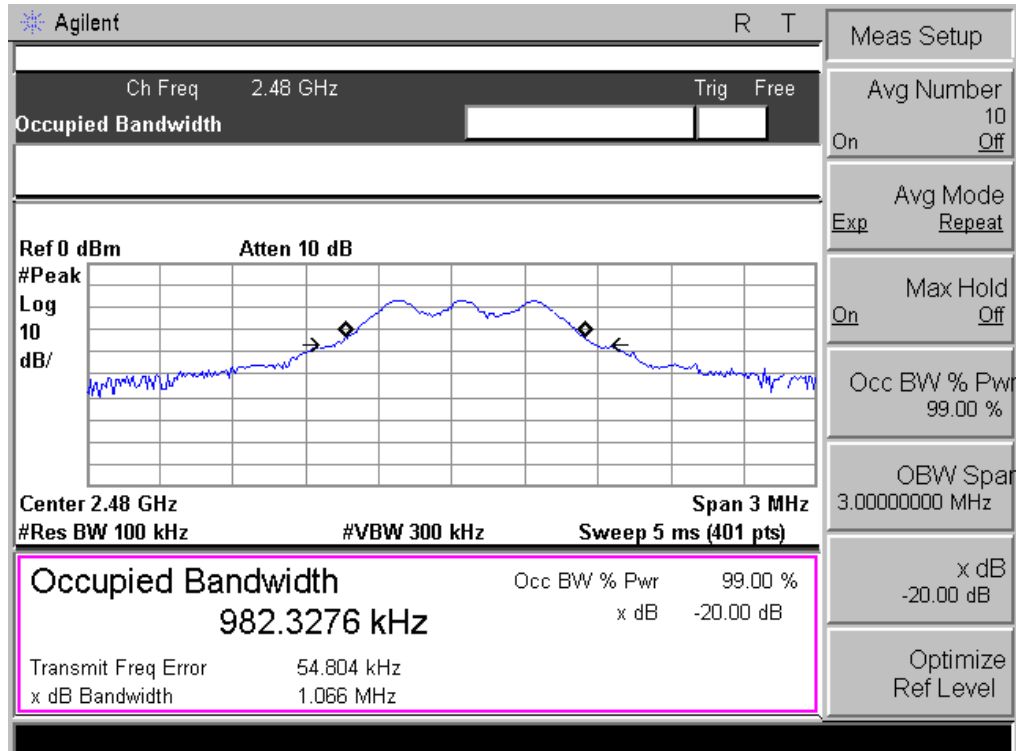 Agilent R T
Ch Freq 2.48 GHz Trig Free
Occupied Bandwidth
Ref 0 dBm Atten 10 dB
#Peak
Log
10
dB/
Center 2.48 GHz Span 3 MHz
#Res BW 100 kHz #VBW 300 kHz Sweep 5 ms (401 pts)
Occupied Bandwidth Occ BW % Pwr 99.00 %
982.3276 kHz x dB -20.00 dB
Transmit Freq Error 54.804 kHz
x dB Bandwidth 1.066 MHz
Meas Setup
Avg Number
10
On Off
Avg Mode
Exp Repeat
Max Hold
On Off
Occ BW % Pwr
99.00 %
OBW Span
3.00000000 MHz
x dB
-20.00 dB
Optimize
Ref Level